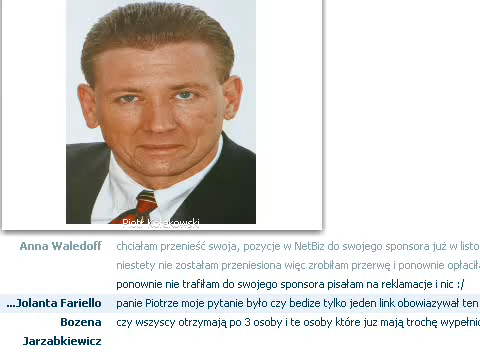 Piotr Kołakowski
Anna Waledoff chciałam przenieść swoja, pozycje w NetBiz do swojego sponsora już w listo
niestety nie zostałam przeniesiona więc zrobiłam przerwę i ponownie opłacił
ponownie nie trafiłam do swojego sponsora pisałam na reklamacje i nic :/
...Jolanta Fariello panie Piotrze moje pytanie było czy bedize tylko jeden link obowiazywał ten
Bozena czy wszyscy otrzymają po 3 osoby i te osoby które juz mają trochę wypełnic
Jarzabkiewicz